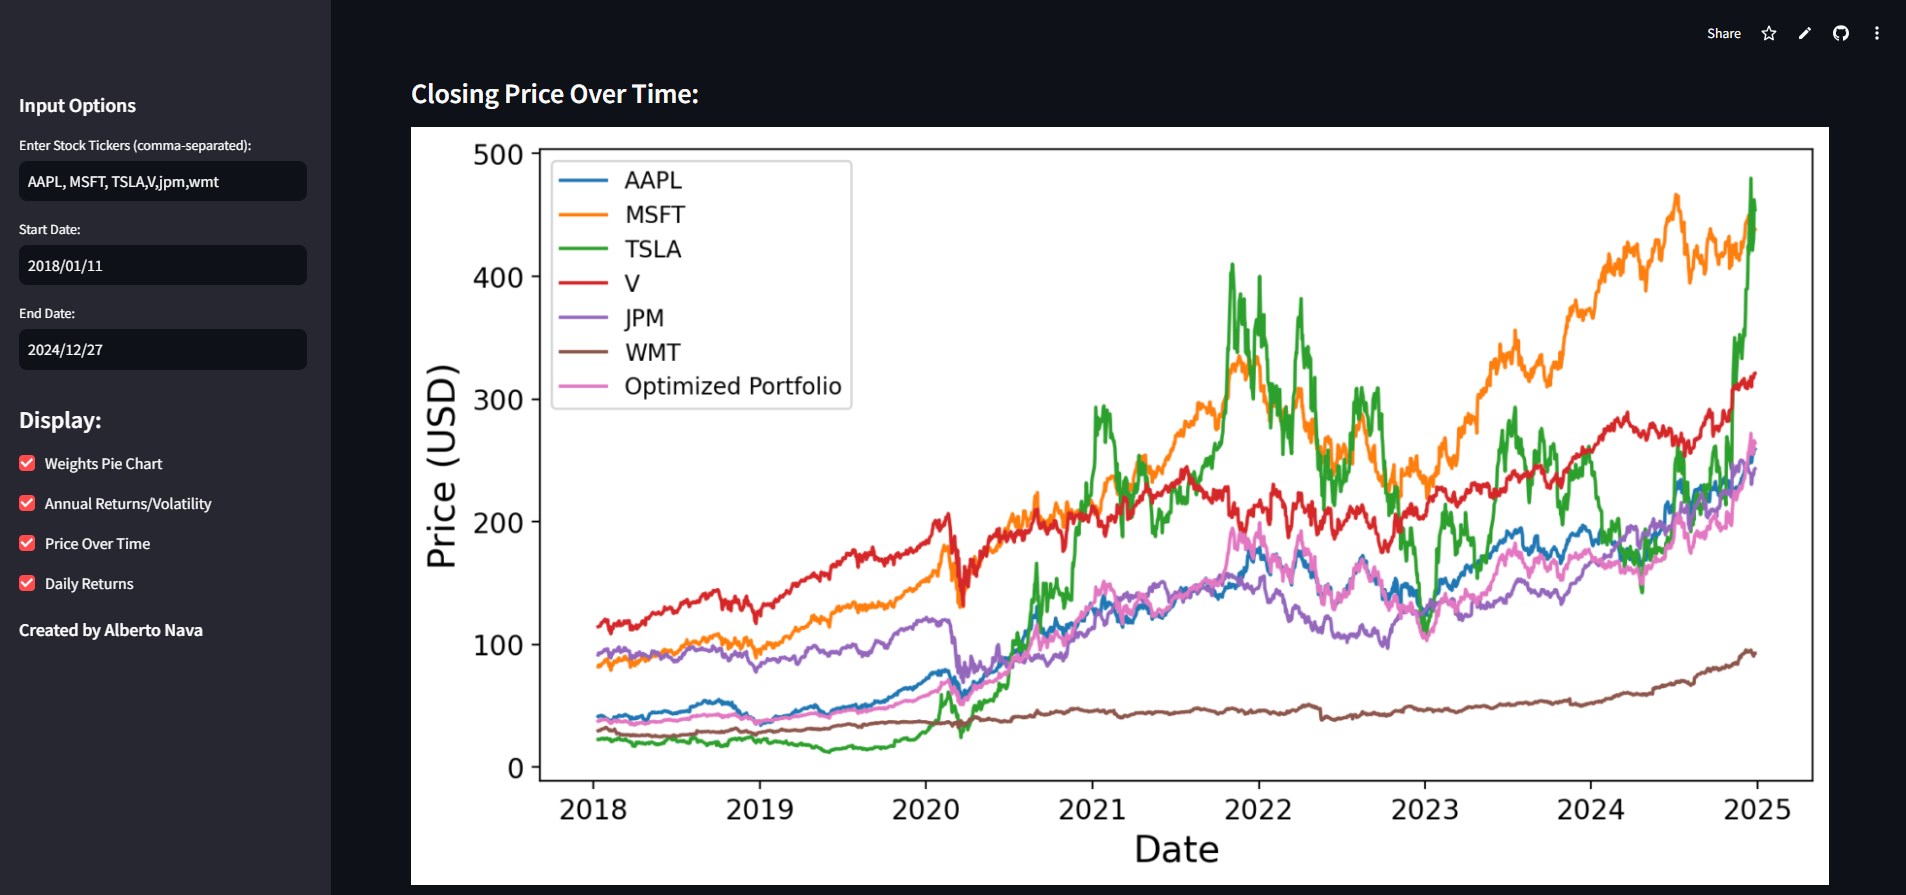 Share
Input Options
Enter Stock Tickers (comma-separated):
AAPL, MSFT, TSLA,V,jpm,wmt
Start Date:
2018/01/11
End Date:
2024/12/27
Display:
Weights Pie Chart
Annual Returns/Volatility
Price Over Time
Daily Returns
Created by Alberto Nava
Closing Price Over Time:
500
400
300
200
100
0
Price (USD)
AAPL
MSFT
TSLA
V
JPM
WMT
Optimized Portfolio
2018 2019 2020 2021 2022 2023 2024 2025
Date